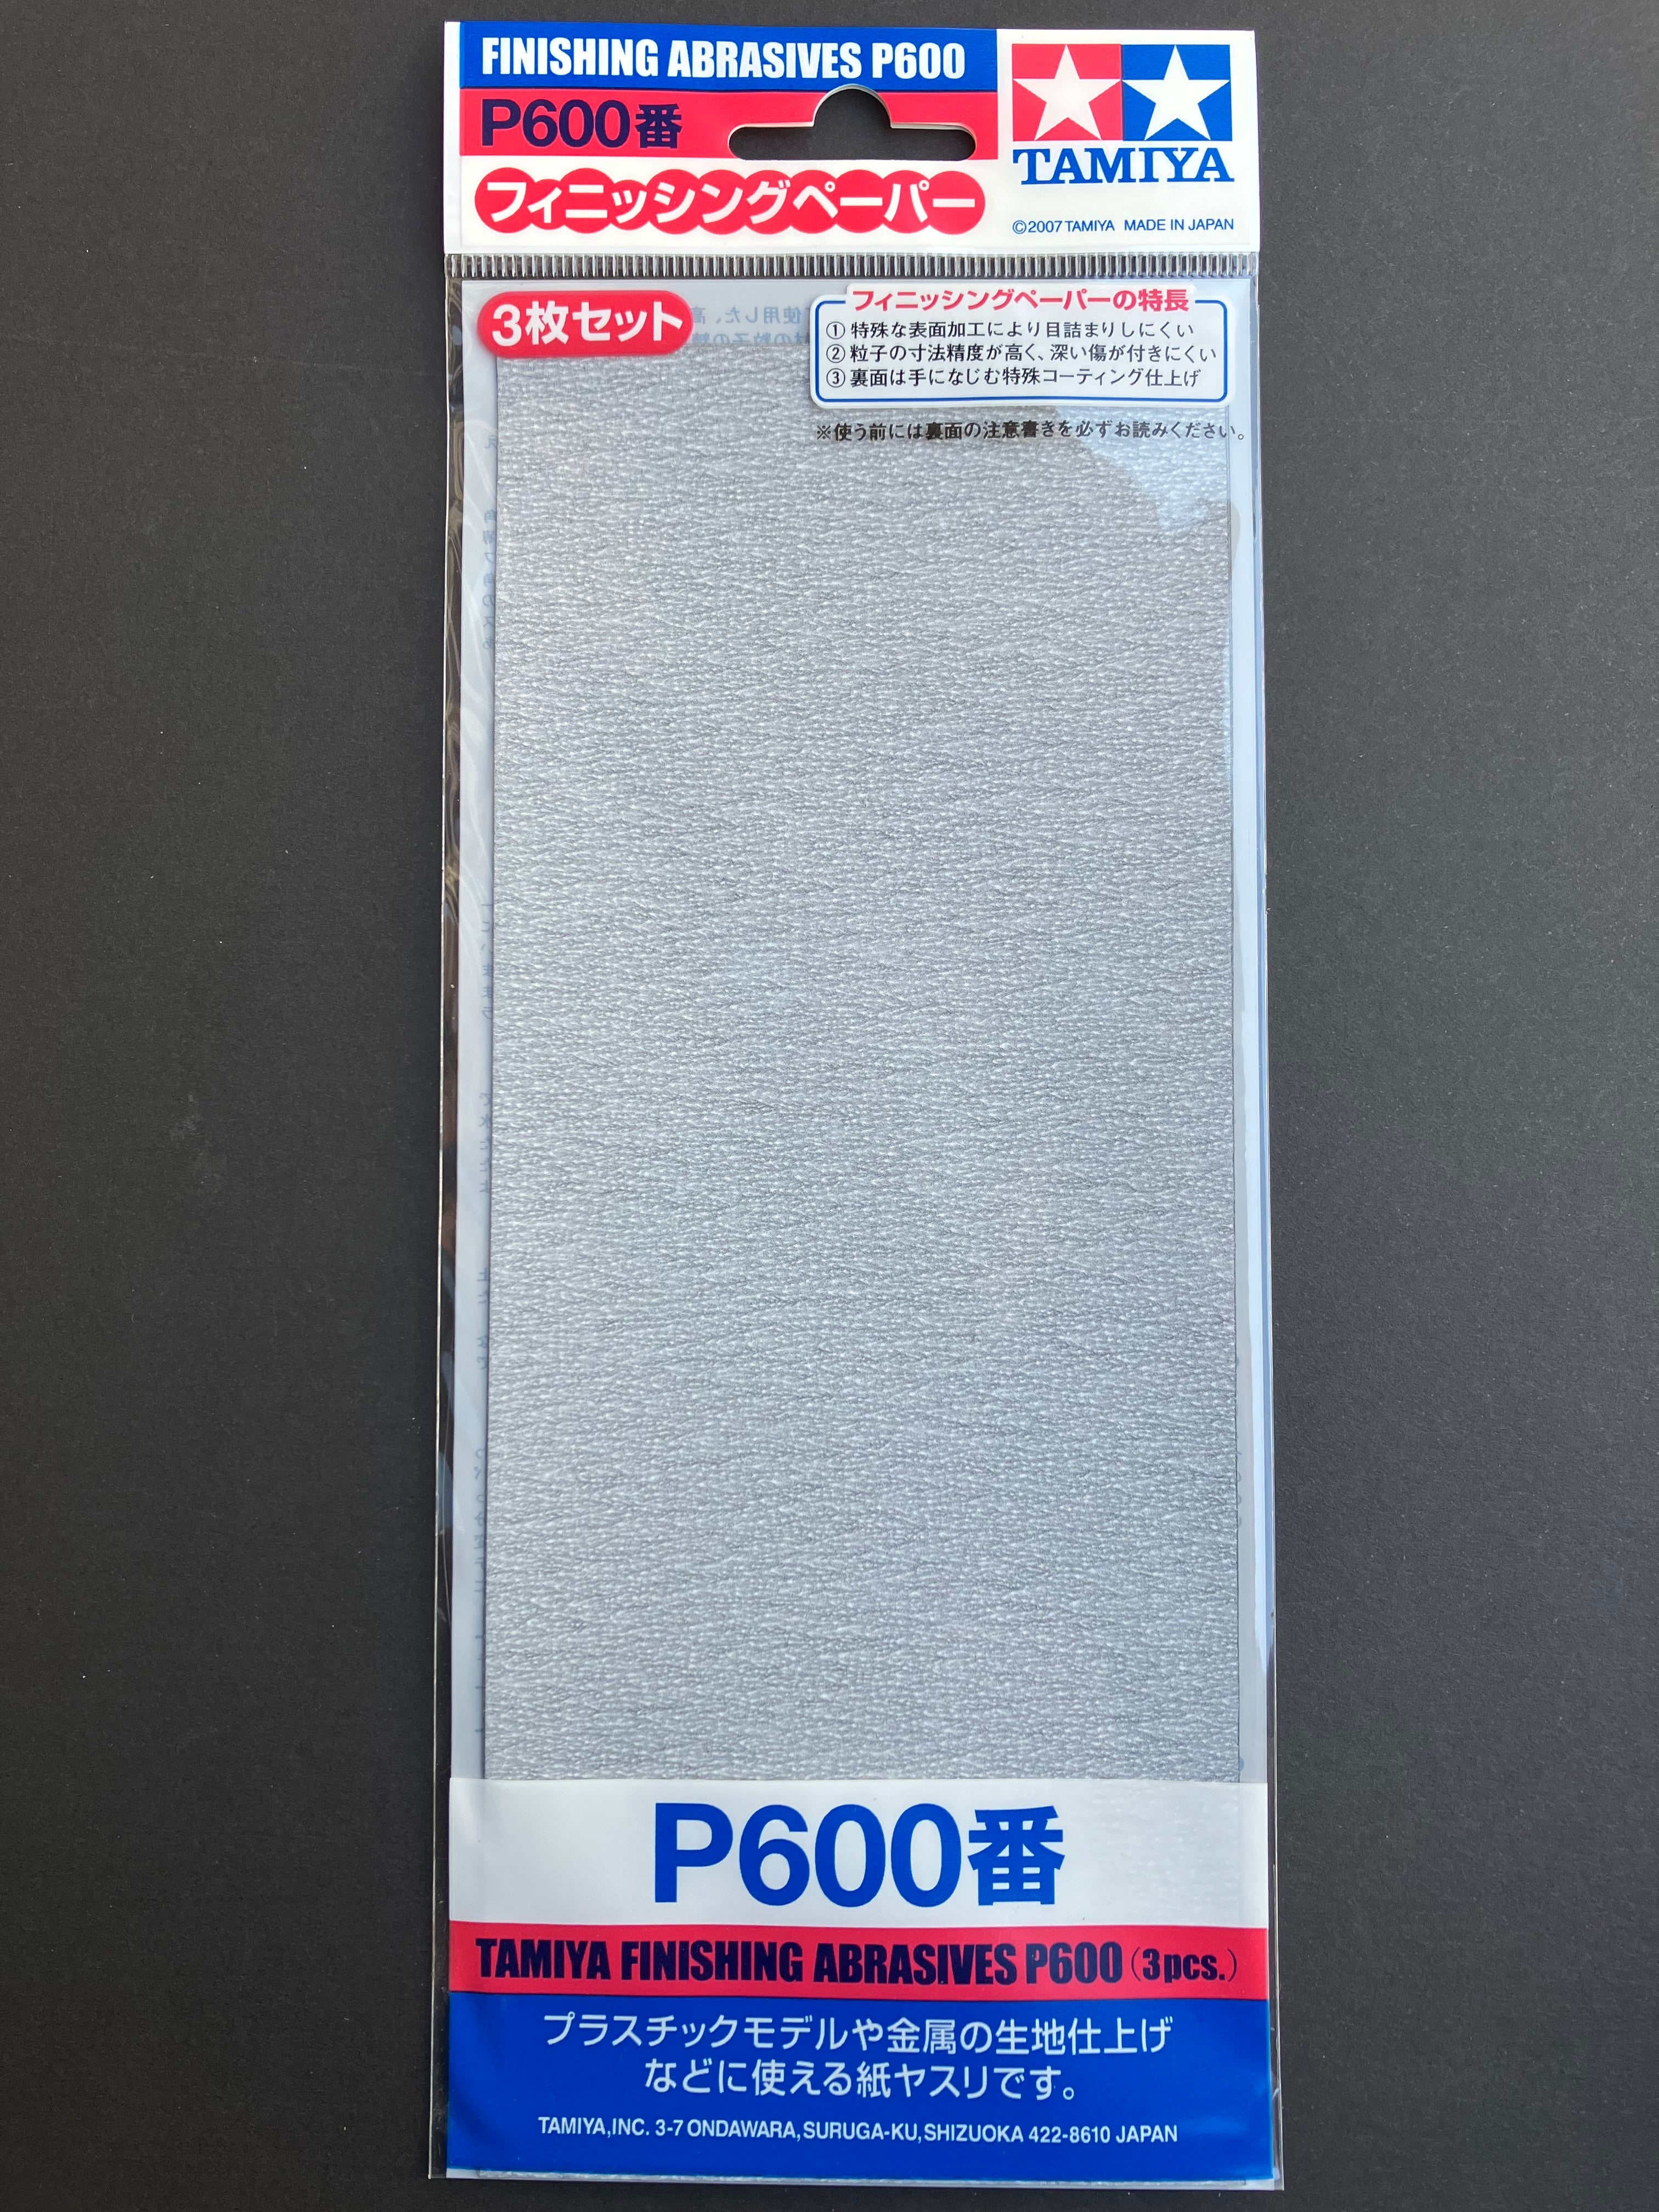 FINISHING ABRASIVES P600
P600番
フィニッシングペーパー
TAMIYA
©2007 TAMIYA MADE IN JAPAN
3枚セット
フィニッシングペーパーの特長
① 特殊な表面加工により目詰まりしにくい
② 粒子の寸法精度が高く、深い傷が付きにくい
③ 裏面は手になじむ特殊コーティング仕上げ
※使う前には裏面の注意書きを必ずお読みください。
P600番
TAMIYA FINISHING ABRASIVES P600 (3pcs.)
プラスチックモデルや金属の生地仕上げ
などに使える紙ヤスリです。
TAMIYA,INC. 3-7 ONDAWARA,SURUGA-KU,SHIZUOKA 422-8610 JAPAN